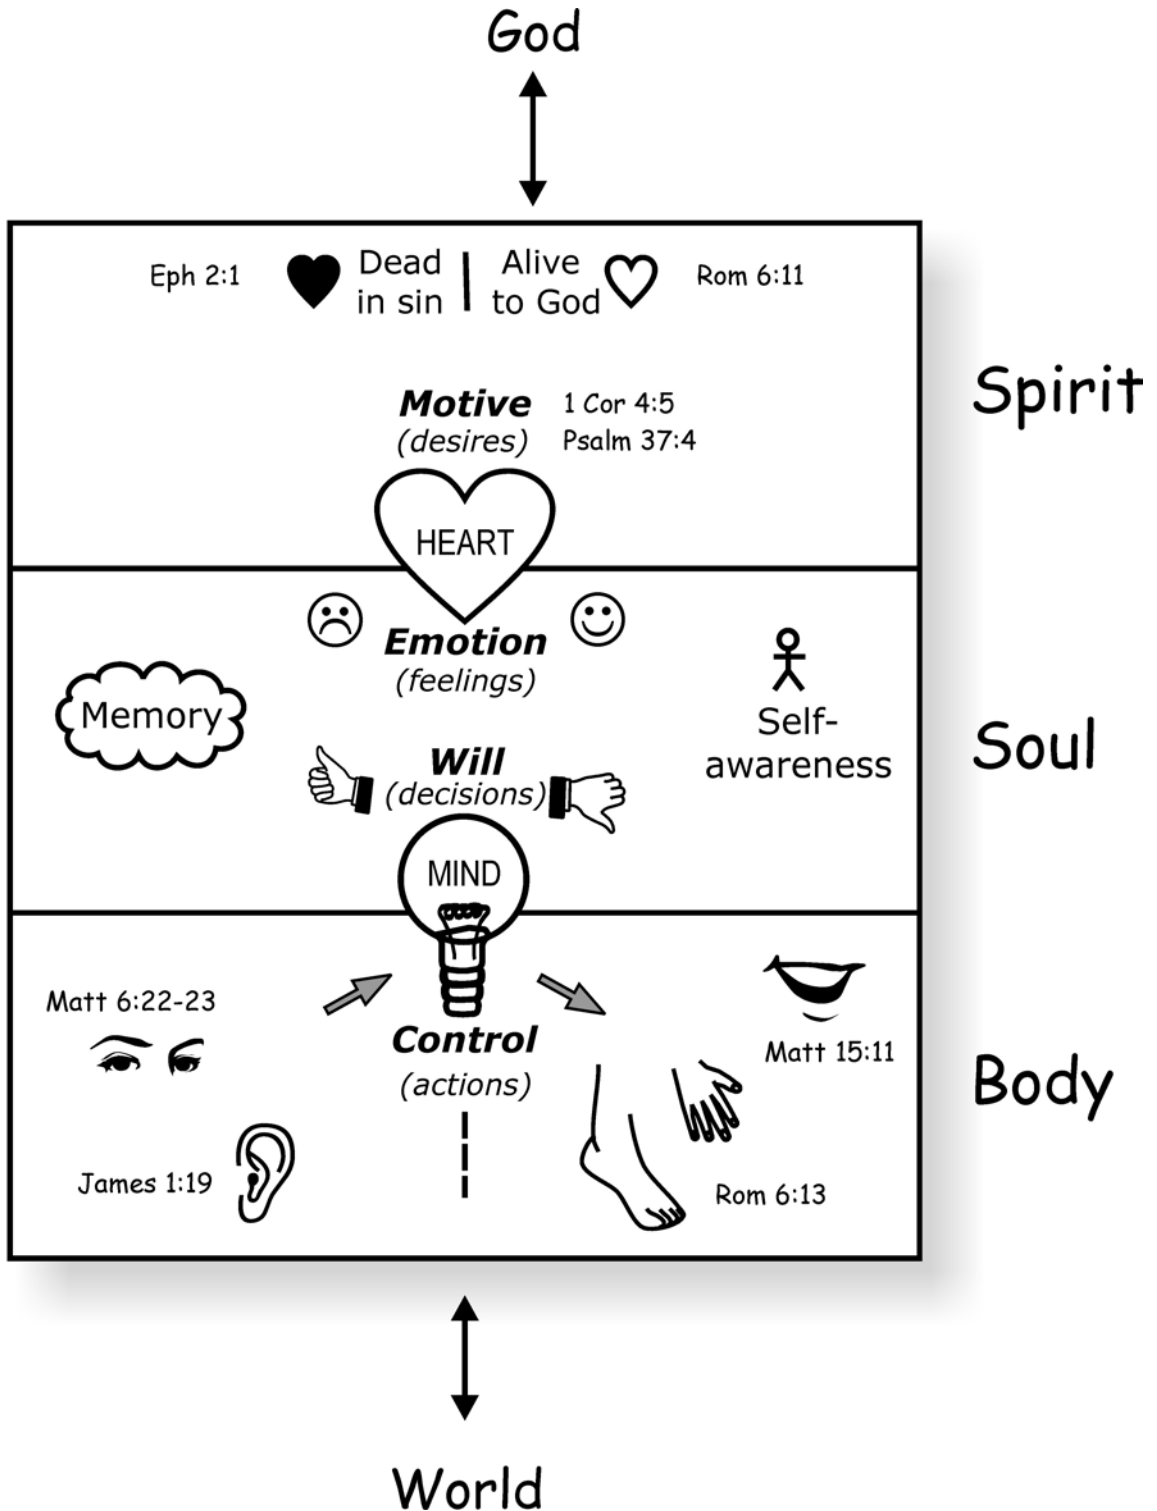 God
Eph 2:1
Dead
in sin
Alive
to God
Rom 6:11
Spirit
Motive
(desires)
1 Cor 4:5
Psalm 37:4
HEART
Emotion
(feelings)
Memory
Self-
awareness
Soul
Will
(decisions)
MIND
Matt 6:22-23
Control
(actions)
Matt 15:11
Body
James 1:19
Rom 6:13
World